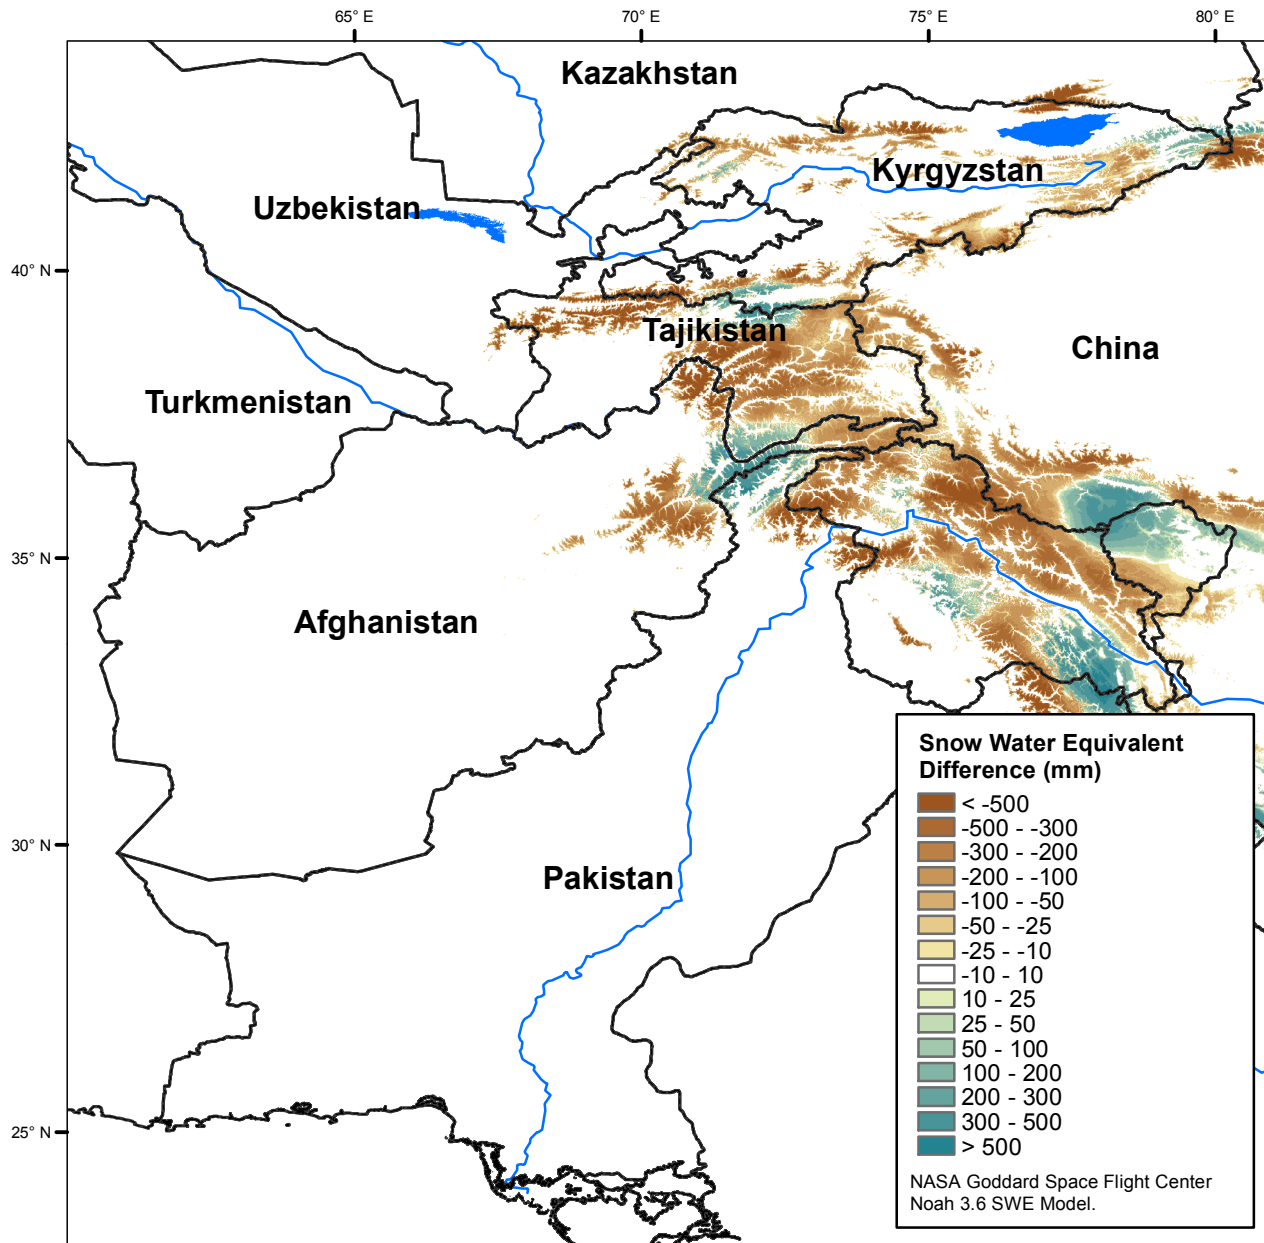 65° E
70° E
75° E
80° E
Kazakhstan
Kyrgyzstan
Uzbekistan
40° N
Tajikistan
China
Turkmenistan
35° N
Afghanistan
30° N
Pakistan
25° N
Snow Water Equivalent
Difference (mm)
< -500
-500 - -300
-300 - -200
-200 - -100
-100 - -50
-50 - -25
-25 - -10
-10 - 10
10 - 25
25 - 50
50 - 100
100 - 200
200 - 300
300 - 500
> 500
NASA Goddard Space Flight Center
Noah 3.6 SWE Model.